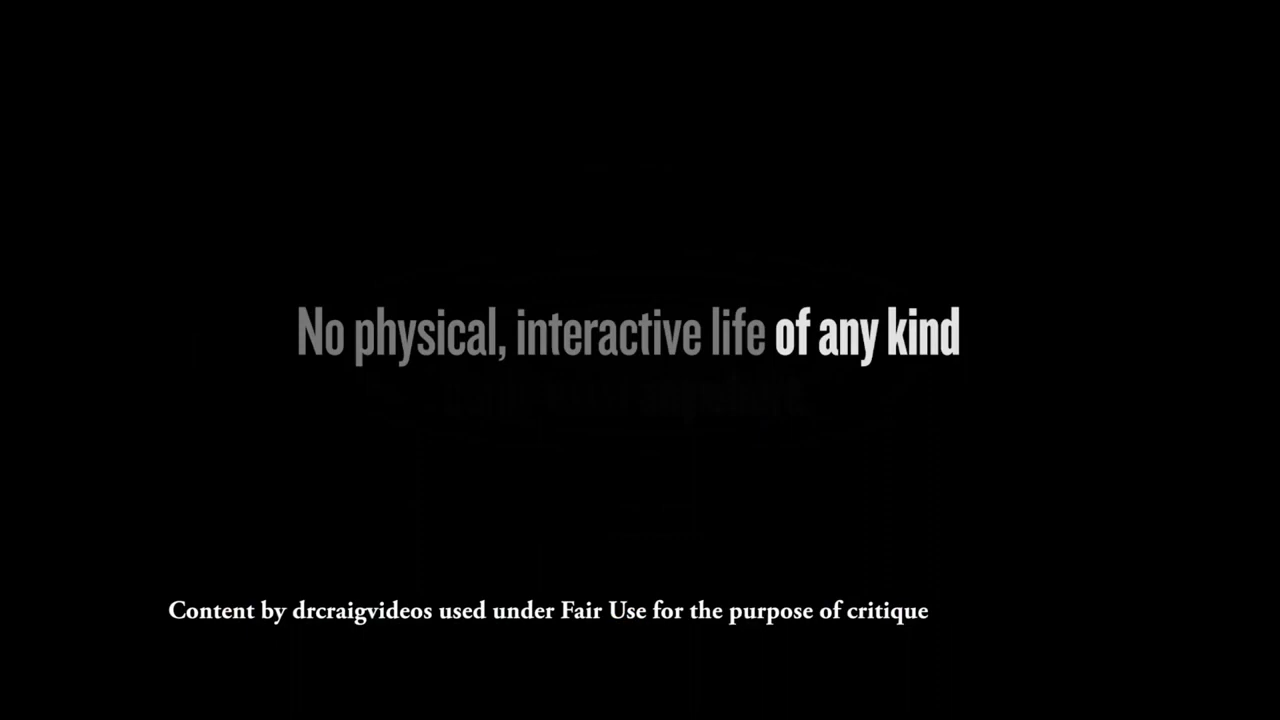 No physical, interactive life of any kind
Content by drcraigvideos used under Fair Use for the purpose of critique